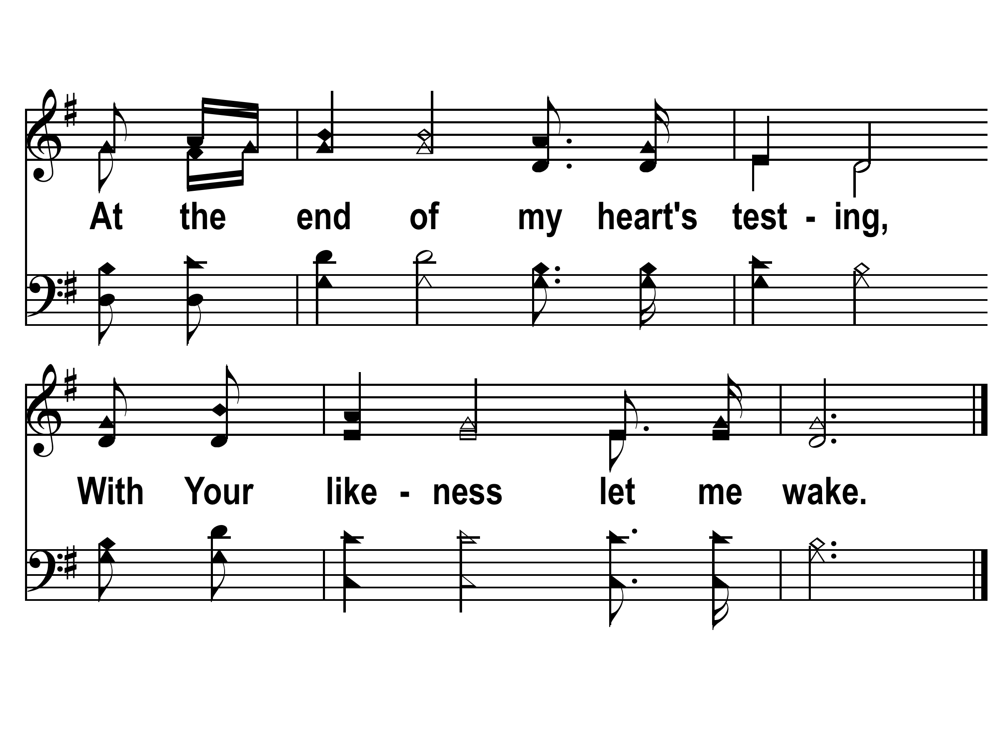 At the end of my heart's test - ing,
With Your like - ness let me wake.